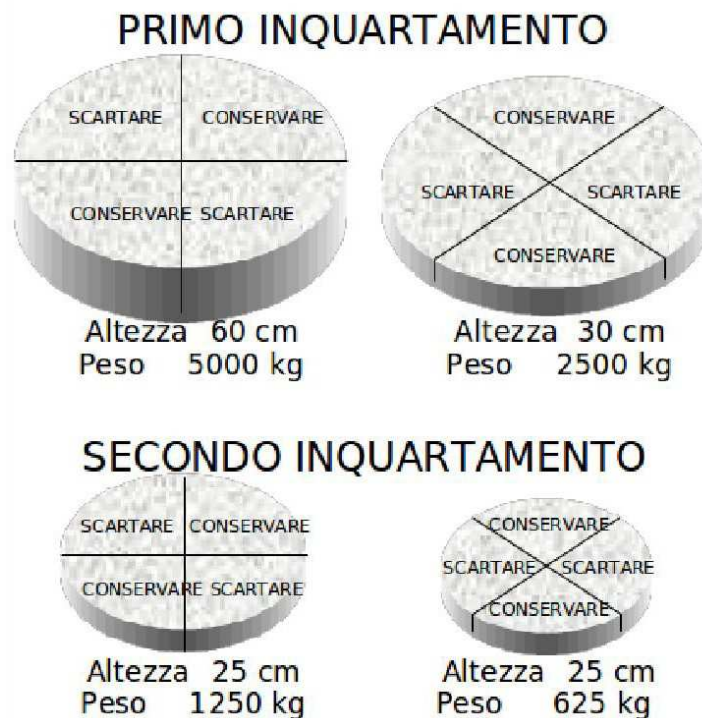 PRIMO INQUARTAMENTO
SCARTARE CONSERVARE
CONSERVARE SCARTARE
Altezza 60 cm
Peso 5000 kg
CONSERVARE
SCARTARE SCARTARE
CONSERVARE
Altezza 30 cm
Peso 2500 kg
SECONDO INQUARTAMENTO
SCARTARE CONSERVARE
CONSERVARE SCARTARE
Altezza 25 cm
Peso 1250 kg
CONSERVARE
SCARTARE SCARTARE
CONSERVARE
Altezza 25 cm
Peso 625 kg